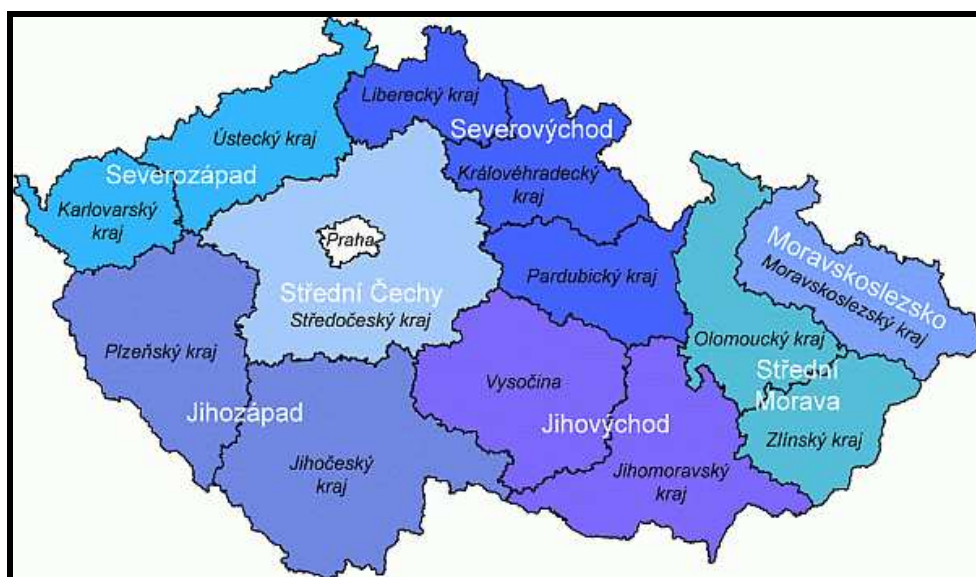 Liberecký kraj
Ústecký kraj
Severovýchod
Severozápad
Královéhradecký
kraj
Karlovarský
kraj
Praha
Pardubický kraj
Moravskoslezsko
Moravskoslezský kraj
Střední Čechy
Středočeský kraj
Plzeňský kraj
Olomoucký kraj
Vysočina
Střední
Morava
Jihozápad
Jihovýchod
Zlínský kraj
Jihočeský
kraj
Jihomoravský
kraj